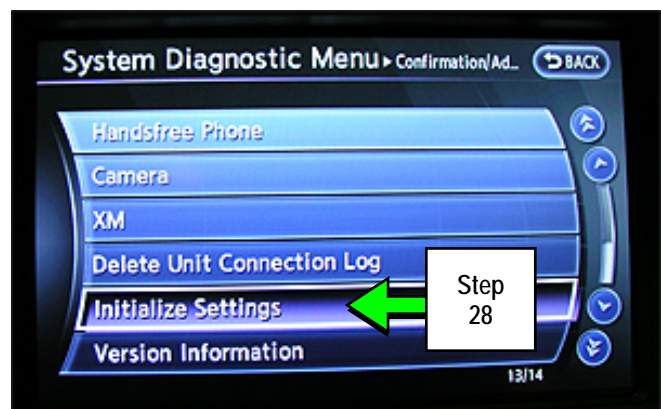 System Diagnostic Menu ▸ Confirmation/Ad...
BACK
Handsfree Phone
Camera
XM
Delete Unit Connection Log
Initialize Settings
Step
28
Version Information
13/14